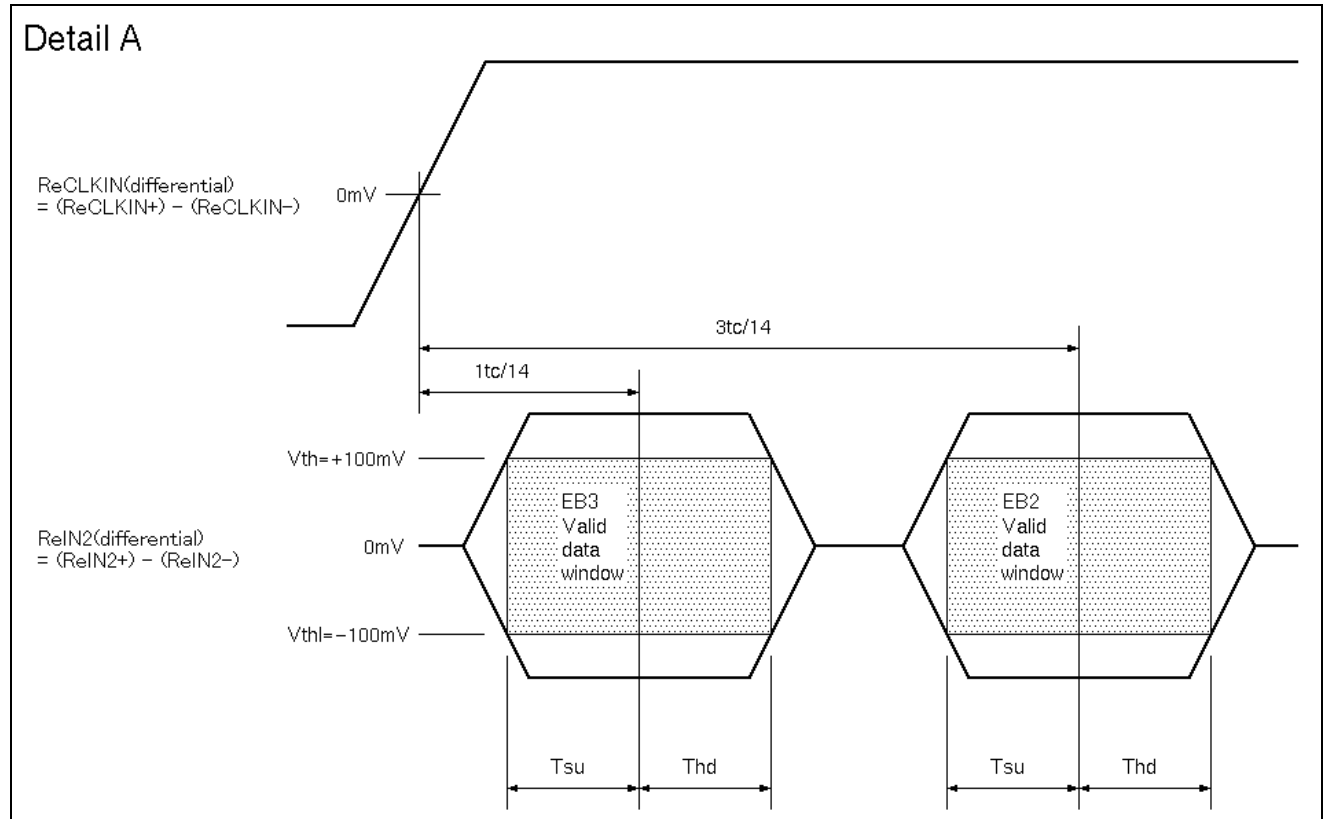 Detail A
ReCLKIN(differential)
= (ReCLKIN+) − (ReCLKIN−)
0mV
3tc/14
1tc/14
Vth=+100mV
EB3
Valid
data
window
EB2
Valid
data
window
ReIN2(differential)
= (ReIN2+) − (ReIN2−)
0mV
Vthl=−100mV
Tsu
Thd
Tsu
Thd